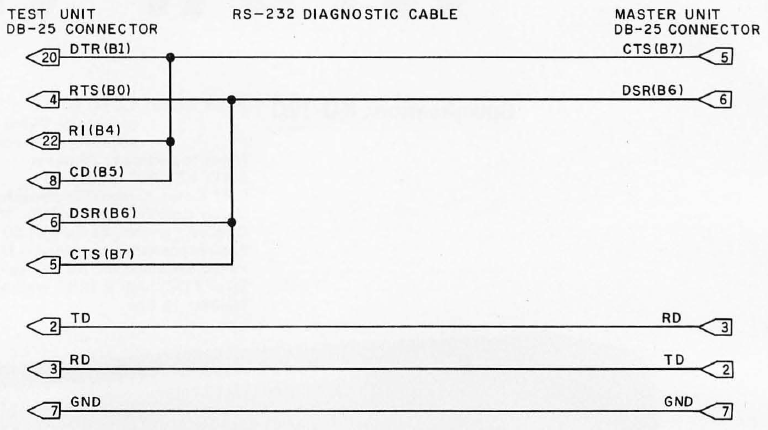 TEST UNIT
DB-25 CONNECTOR
RS-232 DIAGNOSTIC CABLE
MASTER UNIT
DB-25 CONNECTOR
20 DTR(B1) CTS(B7) 5
4 RTS(B0) DSR(B6) 6
22 RI(B4)
8 CD(B5)
6 DSR(B6)
5 CTS(B7)
2 TD RD 3
3 RD TD 2
7 GND GND 7